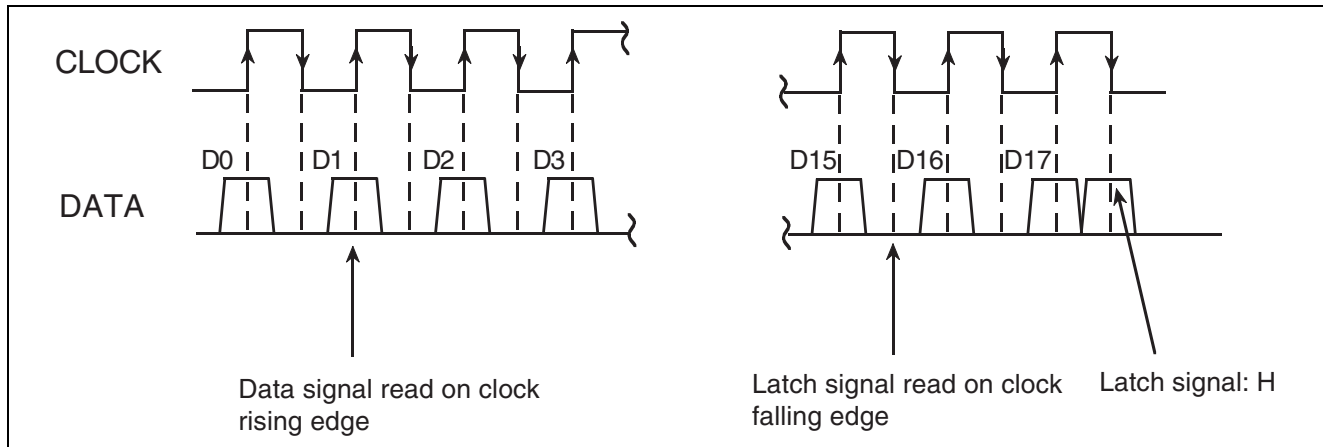 CLOCK
D0 D1 D2 D3 D15 D16 D17
DATA
Data signal read on clock
rising edge
Latch signal read on clock
falling edge
Latch signal: H